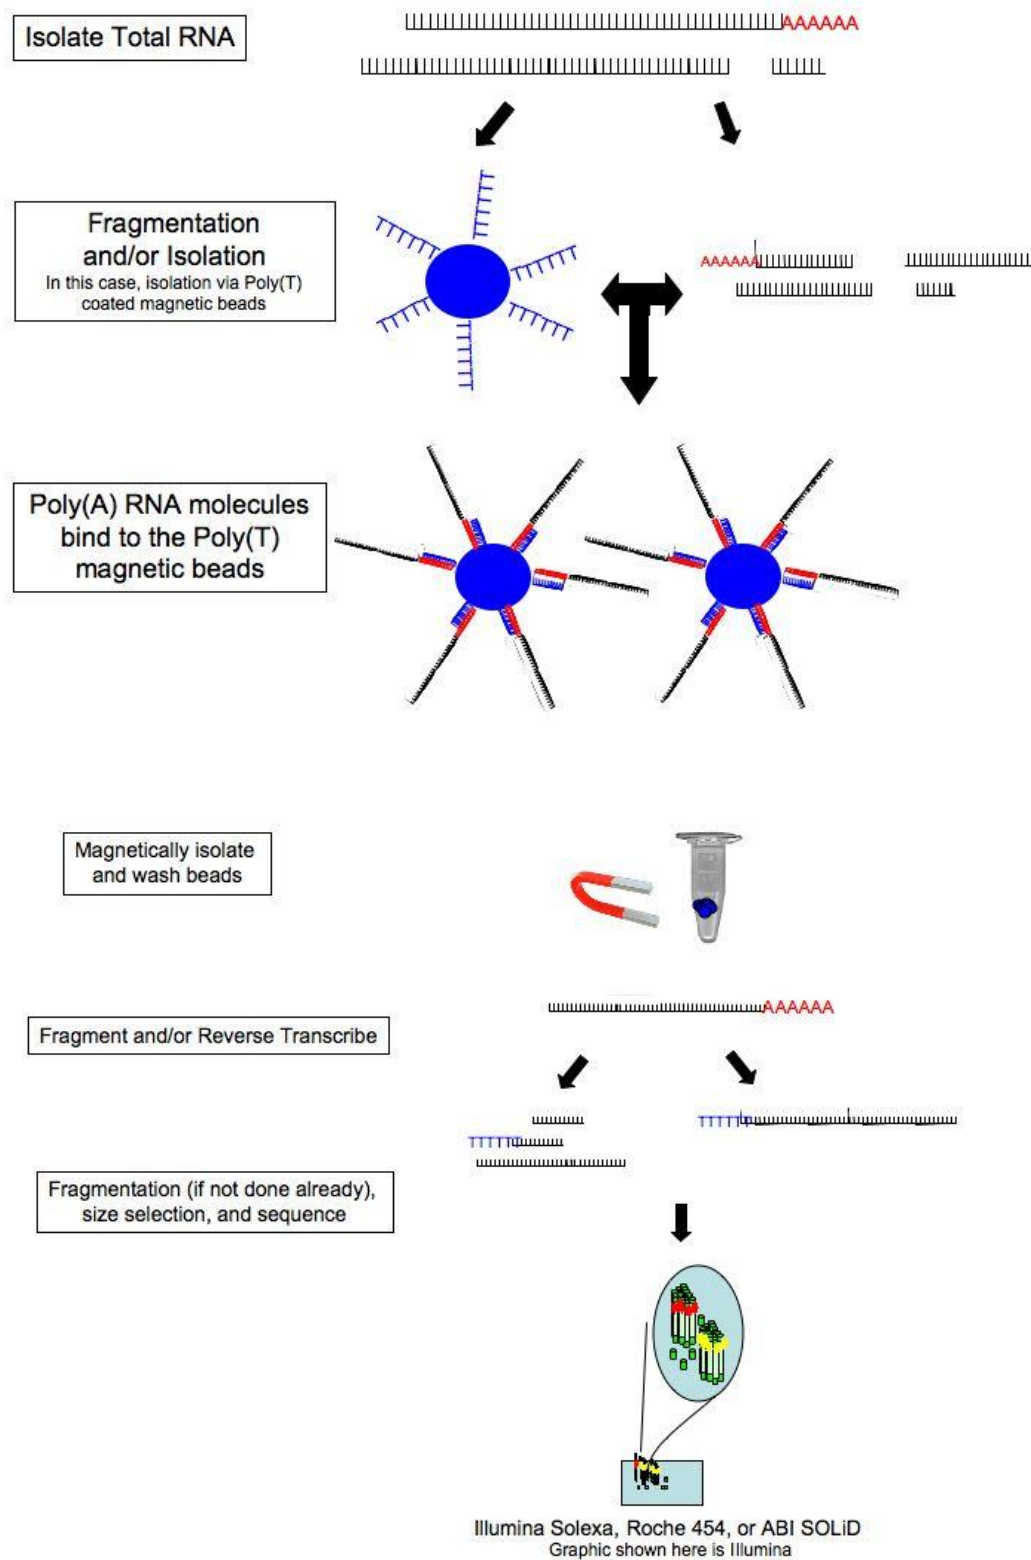 Isolate Total RNA
AAAAAA
Fragmentation
and/or Isolation
In this case, isolation via Poly(T)
coated magnetic beads
AAAAAA
Poly(A) RNA molecules
bind to the Poly(T)
magnetic beads
Magnetically isolate
and wash beads
AAAAAA
Fragment and/or Reverse Transcribe
TTTTTT
TTTTTT
Fragmentation (if not done already),
size selection, and sequence
Illumina Solexa, Roche 454, or ABI SOLiD
Graphic shown here is Illumina